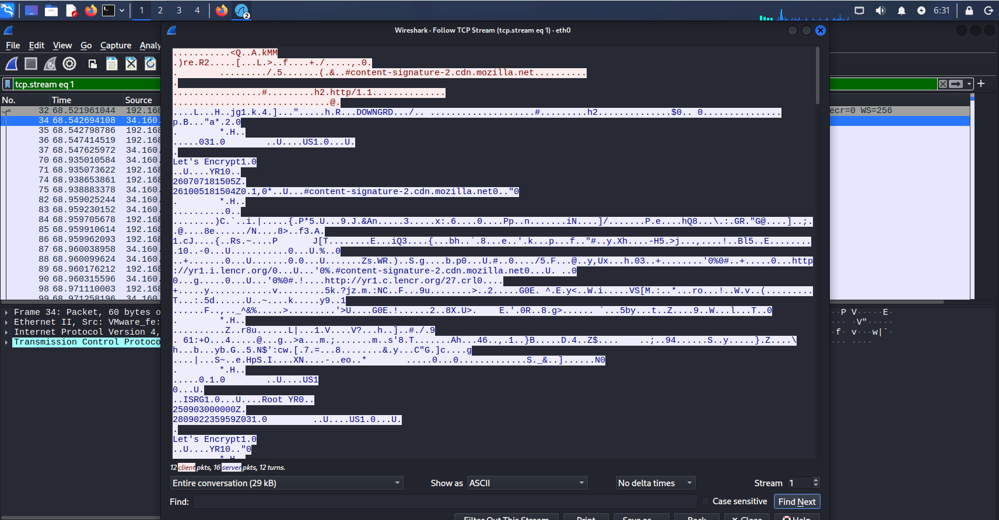 1 2 3 4 2 6:31
Wireshark · Follow TCP Stream (tcp.stream eq 1) · eth0
File Edit View Go Capture Analy
tcp.stream eq 1
No. Time Source
32 68.521961044 192.168
34 68.542694108 34.160.
35 68.542798786 192.168
36 68.547414519 192.168
37 68.547625972 34.160.
70 68.935010584 34.160.
71 68.935073622 192.168
74 68.938653861 192.168
75 68.938883378 34.160.
82 68.959025244 34.160.
83 68.959230152 34.160.
84 68.959705678 192.168
85 68.959910614 192.168
86 68.959962093 192.168
87 68.960038958 192.168
88 68.960099624 34.160.
89 68.960176212 192.168
90 68.960315596 34.160.
98 68.971110003 192.168
99 68.971258196 34.160
ecr=0 WS=256
Frame 34: Packet, 60 bytes o
Ethernet II, Src: VMware_fe:
Internet Protocol Version 4,
Transmission Control Protoco
...........<Q..A.kMM
.)re.R2.....[...L.>..f....+./.....,.0.
. ........./.5.......(.&..#content-signature-2.cdn.mozilla.net..........
.
.................#.........h2.http/1.1..............
..............................@.
....L...H..jg1.k.4.]...".....h.R...DOWNGRD.../.. .......................#.........h2..............$0.. 0...............
p.B..."a*.2.0
. *.H..
.....031.0 ..U....US1.0...U.
.
Let's Encrypt1.0
..U....YR10..
260707181505Z.
261005181504Z0.1,0*..U...#content-signature-2.cdn.mozilla.net0.."0
. *.H..
..........0..
........)C.`..i.|.....{.P*5.U...9.J.&An.....3.....x:.6....0....Pp..n.......iN....]/.......P.e....hQ8...\.:.GR."G@....]..;.
.@....8e....../N....8>..f3.A.
1.cJ....{..Rs.~....P J[T........E...iQ3....{...bh..`.8...e..'.k...p...f.."#..y.Xh....-H5.>j...,....!..Bl5..E........
.10..-0...U...........0...U.%..0
..+.......0...U.......0.0...U.......Zs.WR.)..S.g....b.p0...U.#..0..../5.F...@..y,Ux...h.03..+........'0%0#..+.....0...http
://yr1.i.lencr.org/0...U...'0%.#content-signature-2.cdn.mozilla.net0...U. ..0
0...g.....0...U...'0%0#.!....http://yr1.c.lencr.org/27.crl0....
+.....y.............v.........5k.?jz.m.:NC..F...9u........>..2.....G0E. ^.E.y<..W.i.....VS[M.:..*...ro...!..W.v..(.........
T...:.5d......U..~....k.....y9..1
......F..,.._^&%.....>.........'>U....G0E.!......2..8X.U>. E.'.0R..8.g>...... `...5by...t..Z....9..W...l...T..0
. *.H..
..........Z..r8u......L|...1.V....V?...h..]..#./.9
. 61:+O...4.....@...g..>a...m.;.......m..s'8.T.......Ah...46..,.1..}B.....D.4..Z$.... ..;..94......S..y.....}.Z....\
h...b...yb.G..5.N$':cw.[.7.=...8........&.y...C"G.]c....g
....|...S~..e.HpS.I....XN....-..eo..* .....0...0.............S._&..]......N0
. *.H..
.....0.1.0 ..U....US1
0...U.
..ISRG1.0...U....Root YR0..
250903000000Z.
280902235959Z031.0 ..U....US1.0...U.
.
Let's Encrypt1.0
..U....YR10.."0
. *.H..
··P V·····E·
··· ·V"·····
·f· v···w|`·
··· ····
12 client pkts, 16 server pkts, 12 turns.
Entire conversation (29 kB) Show as ASCII No delta times Stream 1
Find: Case sensitive Find Next
Filter Out This Stream Print Save as… Back × Close Help